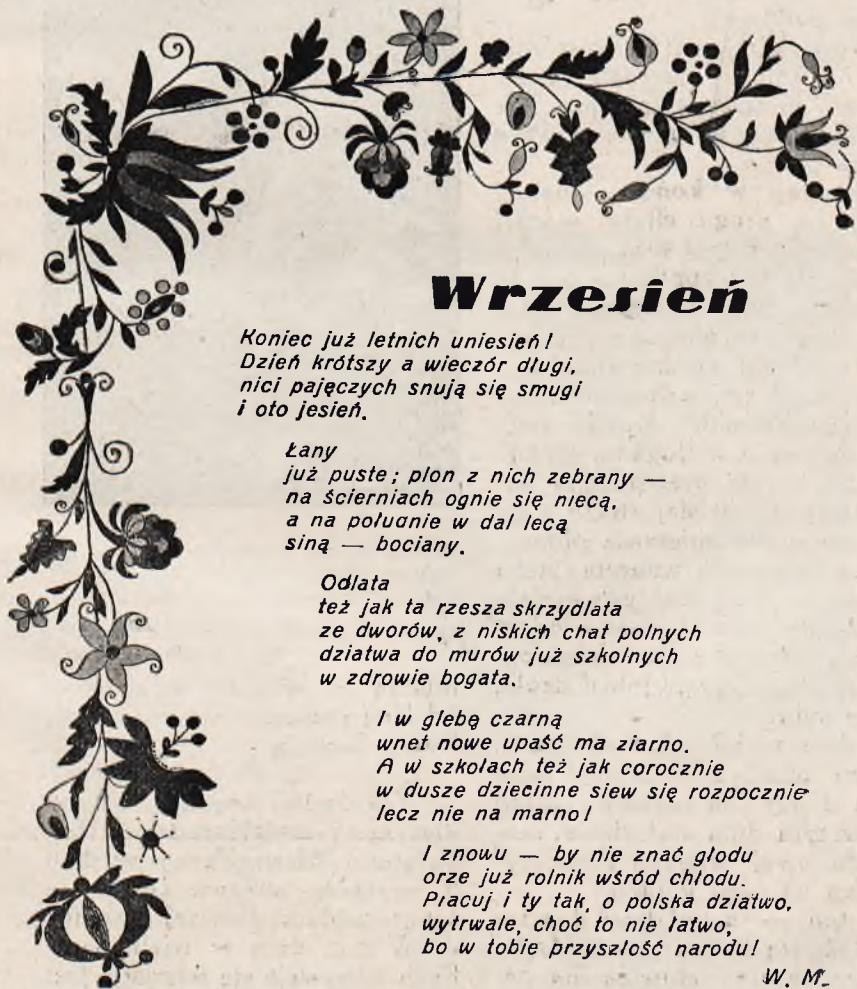 Wrzesień
Koniec już letnich uniesień!
Dzień krótszy a wieczór długi,
nici pajęczych snują się smugi
i oto jesień.
Łany
już puste; plon z nich zebrany —
na ścierniach ognie się niecą,
a na południe w dal lecą
siną — bociany.
Odlata
też jak ta rzesza skrzydlata
ze dworów, z niskich chat polnych
dziatwa do murów już szkolnych
w zdrowie bogata.
I w glebę czarną
wnet nowe upaść ma ziarno.
A w szkołach też jak corocznie
w dusze dziecinne siew się rozpocznie
lecz nie na marno!
I znowu — by nie znać głodu
orze już rolnik wśród chłodu.
Pracuj i ty tak, o polska dziatwo,
wytrwale, choć to nie łatwo,
bo w tobie przyszłość narodu!
W. M.